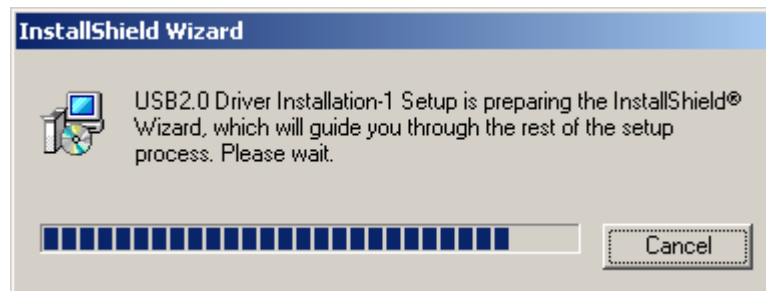 InstallShield Wizard
USB2.0 Driver Installation-1 Setup is preparing the InstallShield®
Wizard, which will guide you through the rest of the setup
process. Please wait.
Cancel